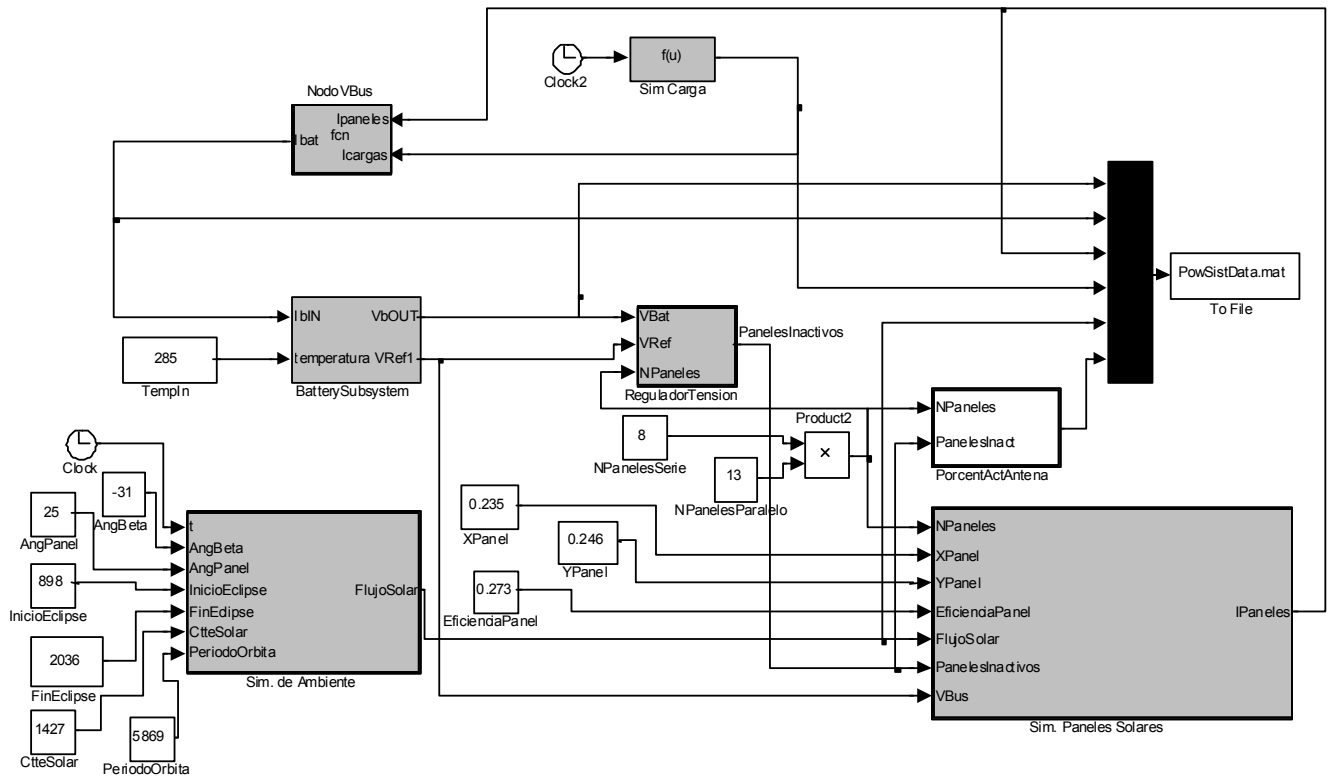 f(u)
Clock2
Sim Carga
NodoVBus
Ipaneles
fcn
Ibat
Icargas
PowSistData.mat
To File
IbIN
VbOUT
temperatura
VRef1
BatterySubsystem
285
TempIn
VBat
VRef
NPaneles
PanelesInactivos
ReguladorTension
8
NPanelesSerie
13
NPanelesParalelo
Product2
×
NPaneles
PanelesInact
PorcentActAntena
Clock
-31
AngBeta
25
AngPanel
898
InicioEclipse
2036
FinEclipse
1427
CtteSolar
5869
PeriodoOrbita
t
AngBeta
AngPanel
InicioEclipse
FinEclipse
CtteSolar
PeriodoOrbita
FlujoSolar
Sim. de Ambiente
0.235
XPanel
0.246
YPanel
0.273
EficienciaPanel
NPaneles
XPanel
YPanel
EficienciaPanel
FlujoSolar
PanelesInactivos
VBus
IPaneles
Sim. Paneles Solares